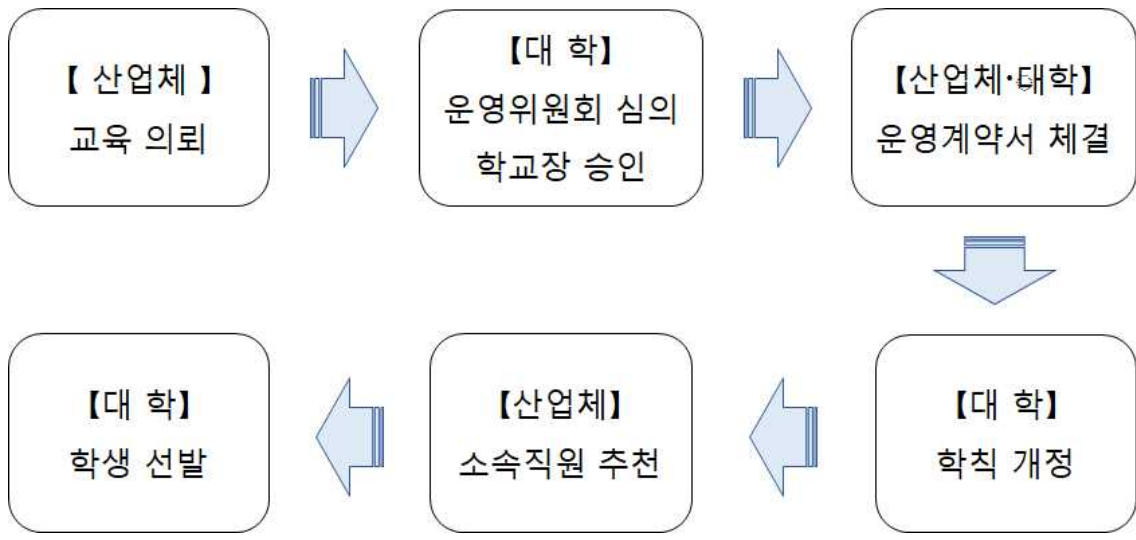 【 산업체 】
교육 의뢰
【대 학】
운영위원회 심의
학교장 승인
【산업체·대학】
운영계약서 체결
【대 학】
학칙 개정
【산업체】
소속직원 추천
【대 학】
학생 선발